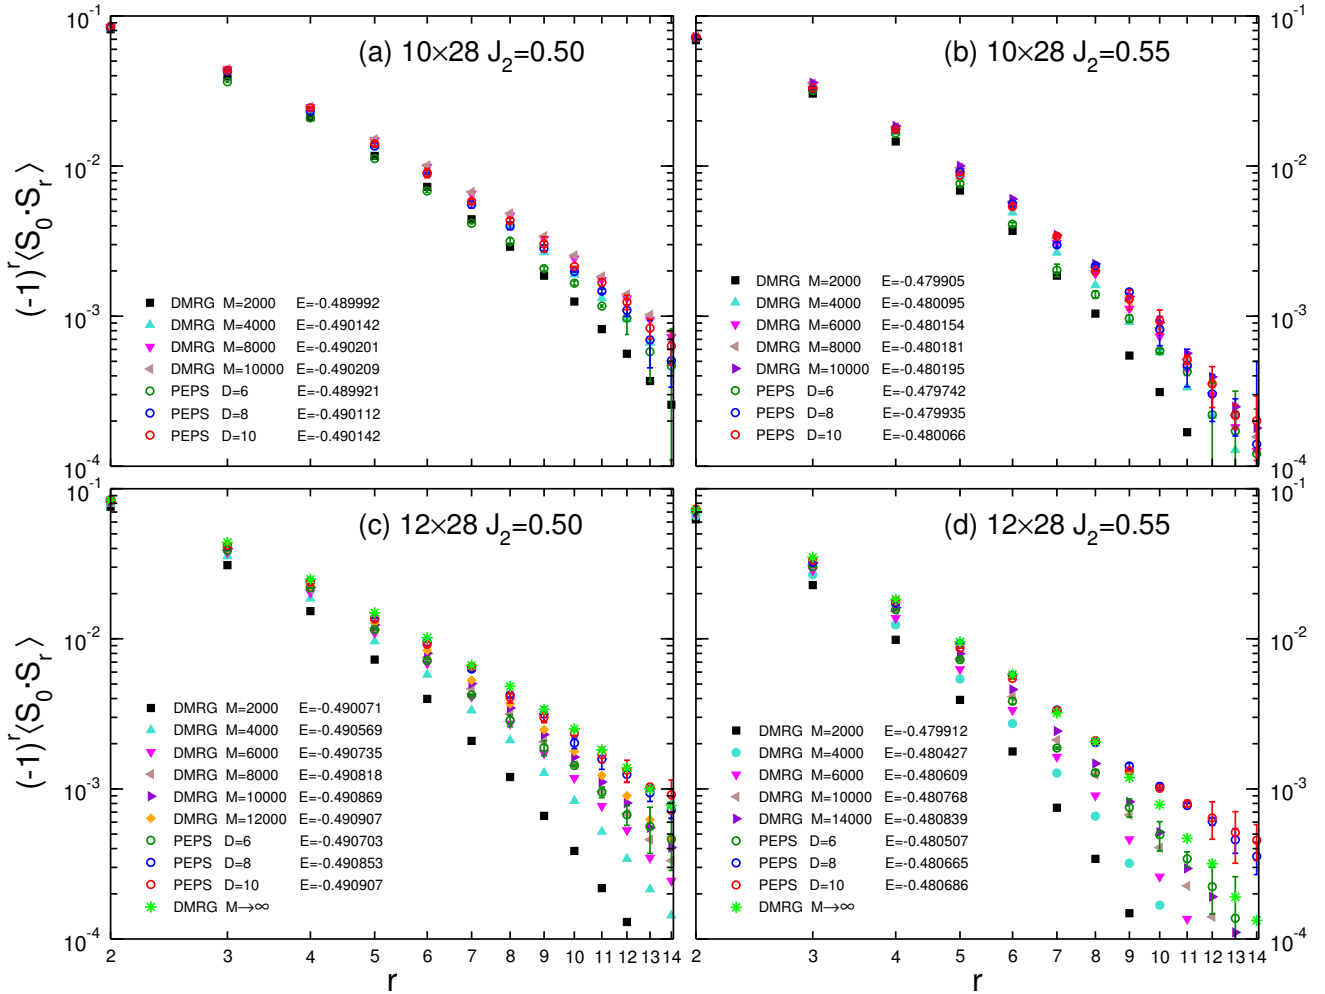 (a) 10×28 J2=0.50
(-1)^r⟨S0·Sr⟩
10^-1
10^-2
10^-3
10^-4
DMRG M=2000 E=-0.489992
DMRG M=4000 E=-0.490142
DMRG M=8000 E=-0.490201
DMRG M=10000 E=-0.490209
PEPS D=6 E=-0.489921
PEPS D=8 E=-0.490112
PEPS D=10 E=-0.490142
(b) 10×28 J2=0.55
10^-1
10^-2
10^-3
10^-4
DMRG M=2000 E=-0.479905
DMRG M=4000 E=-0.480095
DMRG M=6000 E=-0.480154
DMRG M=8000 E=-0.480181
DMRG M=10000 E=-0.480195
PEPS D=6 E=-0.479742
PEPS D=8 E=-0.479935
PEPS D=10 E=-0.480066
(c) 12×28 J2=0.50
(-1)^r⟨S0·Sr⟩
10^-1
10^-2
10^-3
10^-4
DMRG M=2000 E=-0.490071
DMRG M=4000 E=-0.490569
DMRG M=6000 E=-0.490735
DMRG M=8000 E=-0.490818
DMRG M=10000 E=-0.490869
DMRG M=12000 E=-0.490907
PEPS D=6 E=-0.490703
PEPS D=8 E=-0.490853
PEPS D=10 E=-0.490907
DMRG M→∞
2 3 4 5 6 7 8 9 10 11 12 13 14
r
(d) 12×28 J2=0.55
10^-1
10^-2
10^-3
10^-4
DMRG M=2000 E=-0.479912
DMRG M=4000 E=-0.480427
DMRG M=6000 E=-0.480609
DMRG M=10000 E=-0.480768
DMRG M=14000 E=-0.480839
PEPS D=6 E=-0.480507
PEPS D=8 E=-0.480665
PEPS D=10 E=-0.480686
DMRG M→∞
2 3 4 5 6 7 8 9 10 11 12 13 14
r